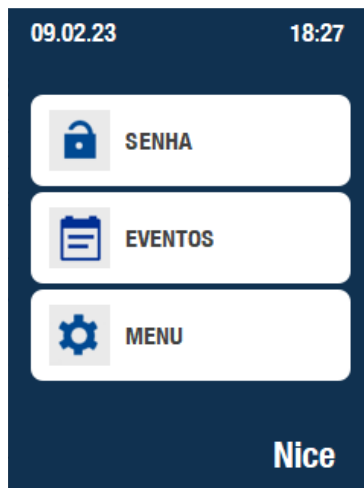 09.02.23 18:27
SENHA
EVENTOS
MENU
Nice